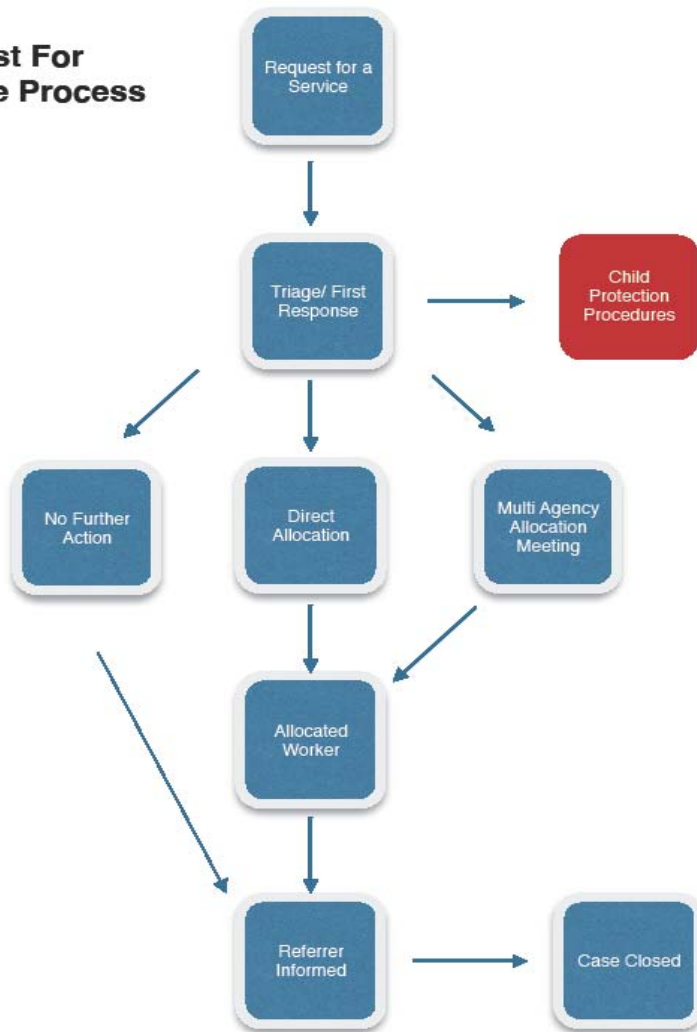 For
Process
Request for a
Service
Triage/ First
Response
Child
Protection
Procedures
No Further
Action
Direct
Allocation
Multi Agency
Allocation
Meeting
Allocated
Worker
Referrer
Informed
Case Closed